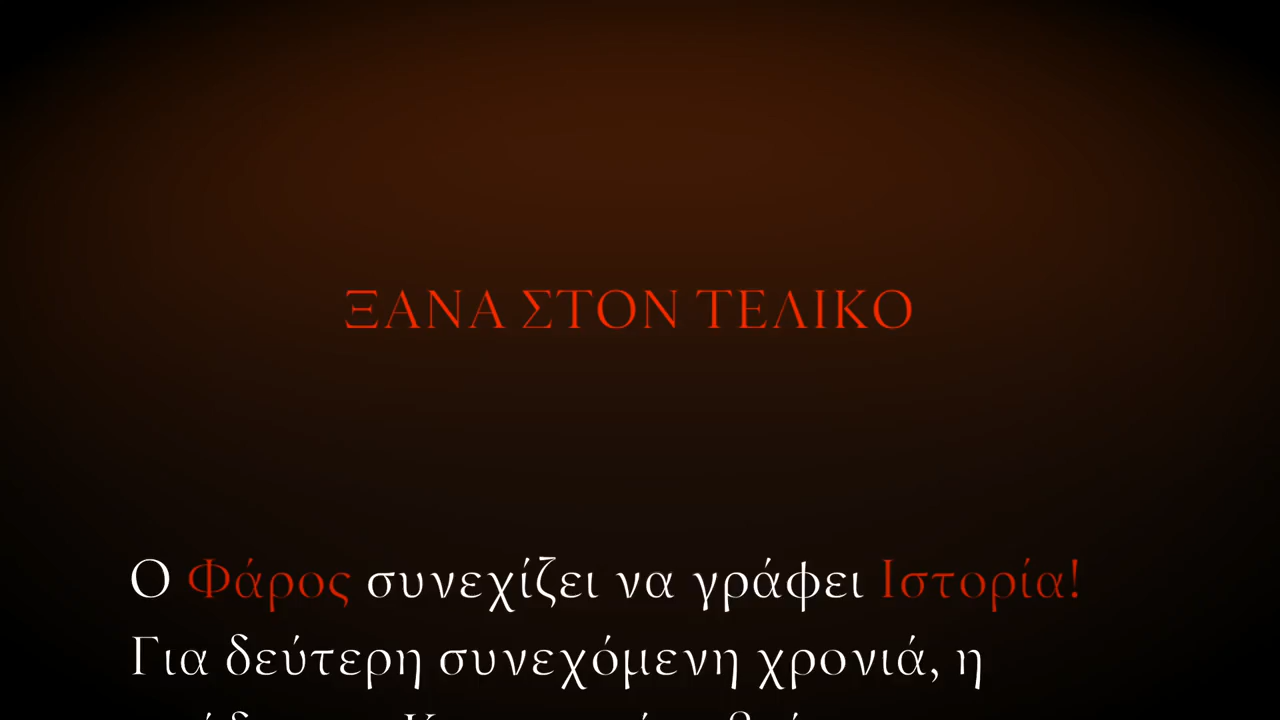 ΞΑΝΑ ΣΤΟΝ ΤΕΛΙΚΟ
Ο Φάρος συνεχίζει να γράφει Ιστορία!
Για δεύτερη συνεχόμενη χρονιά, η